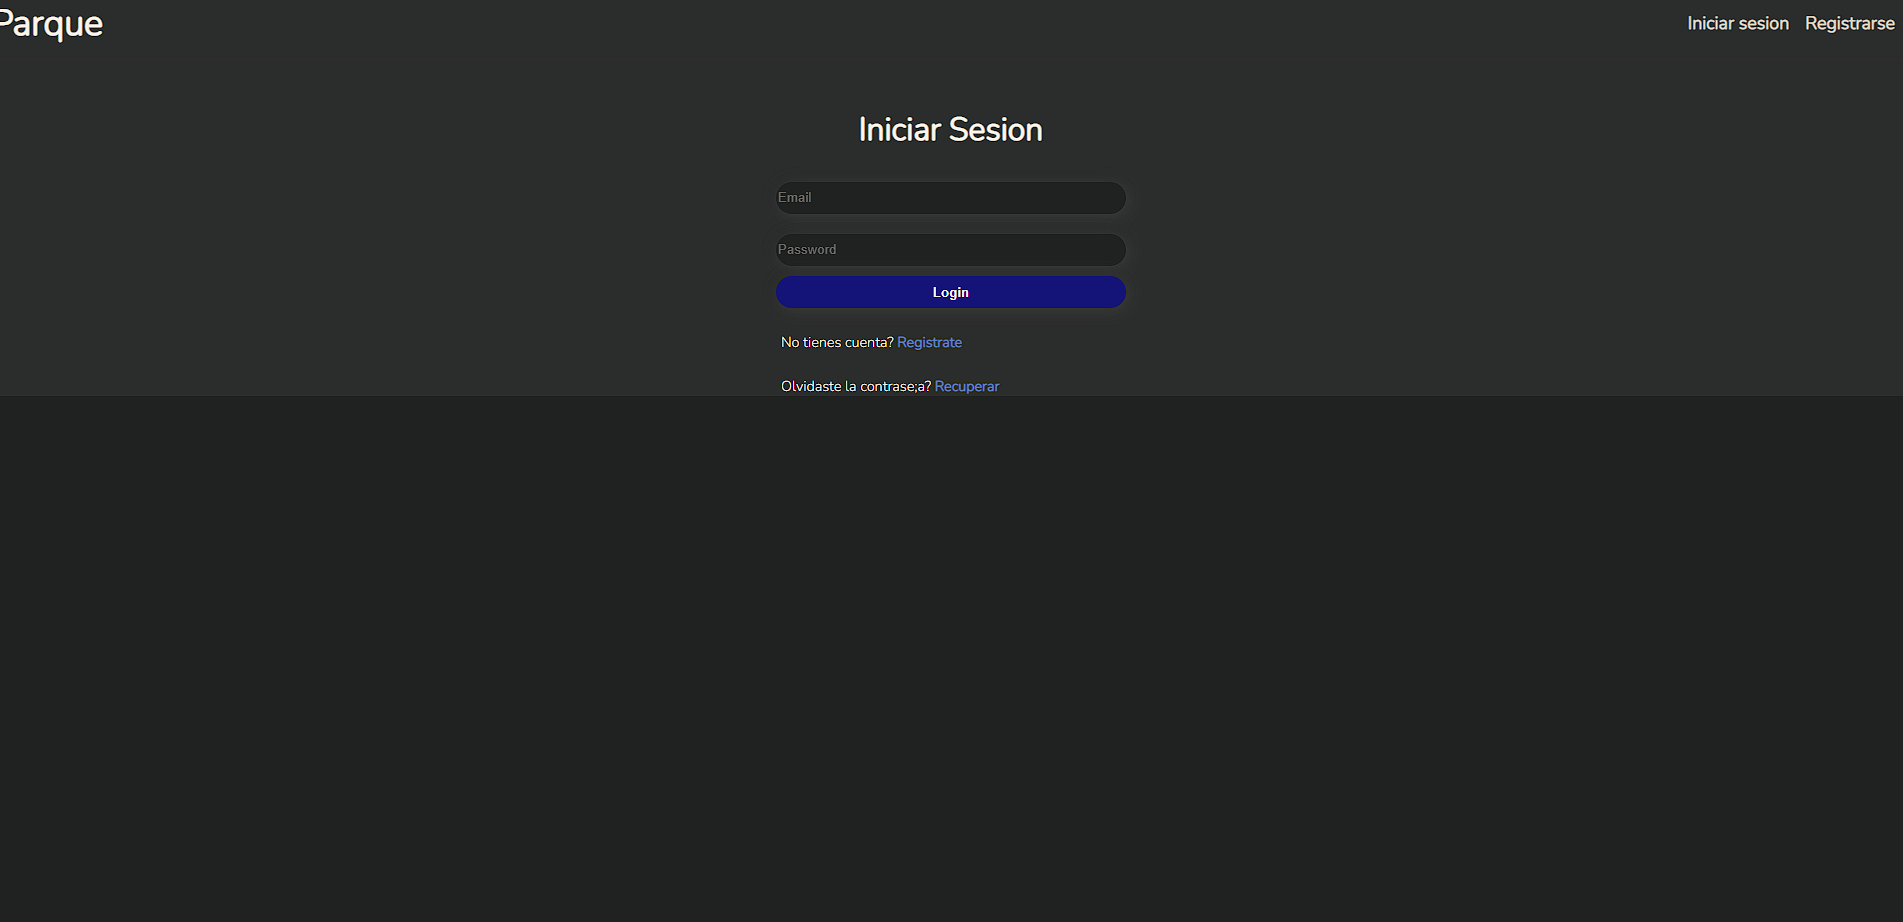 Parque
Iniciar sesion Registrarse
Iniciar Sesion
Email
Password
Login
No tienes cuenta? Registrate
Olvidaste la contrase;a? Recuperar